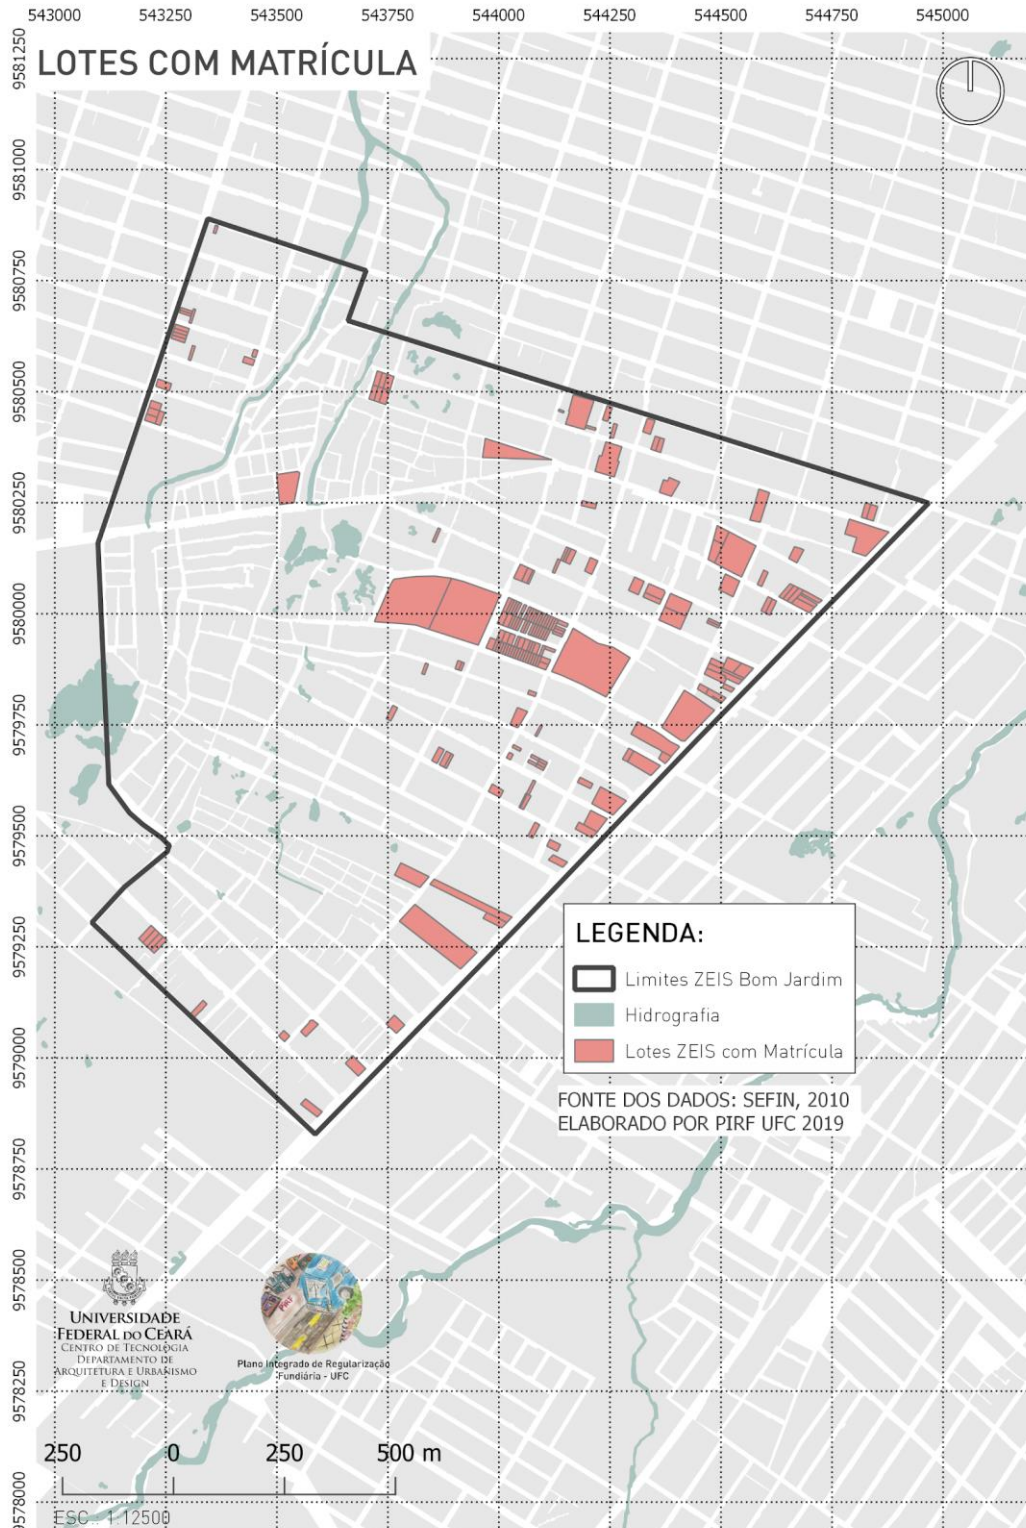 543000 543250 543500 543750 544000 544250 544500 544750 545000
LOTES COM MATRÍCULA
9581250
9581000
9580750
9580500
9580250
9580000
9579750
9579500
9579250
9579000
9578750
9578500
9578250
9578000
LEGENDA:
Limites ZEIS Bom Jardim
Hidrografia
Lotes ZEIS com Matrícula
FONTE DOS DADOS: SEFIN, 2010
ELABORADO POR PIRF UFC 2019
UNIVERSIDADE
FEDERAL DO CEARÁ
CENTRO DE TECNOLOGIA
DEPARTAMENTO DE
ARQUITETURA E URBANISMO
E DESIGN
PIRF
Plano Integrado de Regularização
Fundiária - UFC
250 0 250 500 m
ESC.: 1:12500